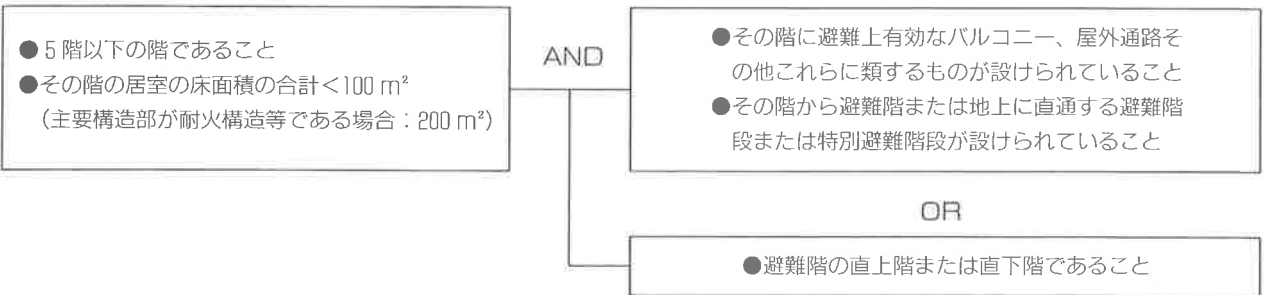 ●5階以下の階であること
●その階の居室の床面積の合計<100㎡
(主要構造部が耐火構造等である場合:200㎡)
AND
●その階に避難上有効なバルコニー、屋外通路そ
の他これらに類するものが設けられていること
●その階から避難階または地上に直通する避難階
段または特別避難階段が設けられていること
OR
●避難階の直上階または直下階であること